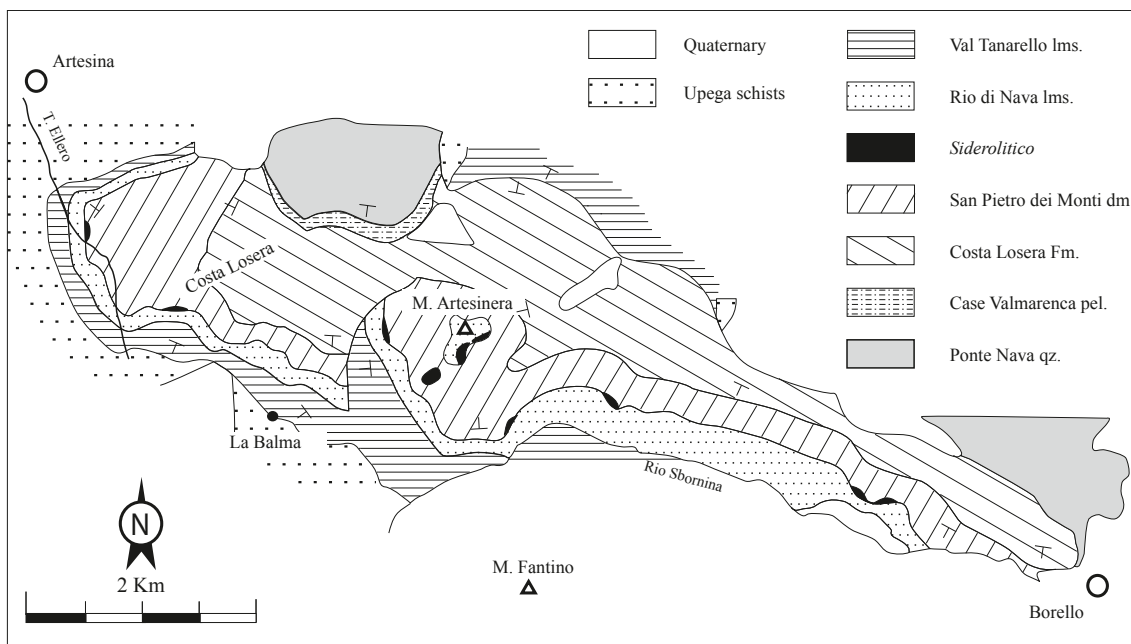 Artesina
T. Ellero
Costa Losera
M. Artesinera
La Balma
Rio Sbornina
N
2 Km
M. Fantino
Borello
Quaternary
Upega schists
Val Tanarello lms.
Rio di Nava lms.
Siderolitico
San Pietro dei Monti dm
Costa Losera Fm.
Case Valmarenca pel.
Ponte Nava qz.